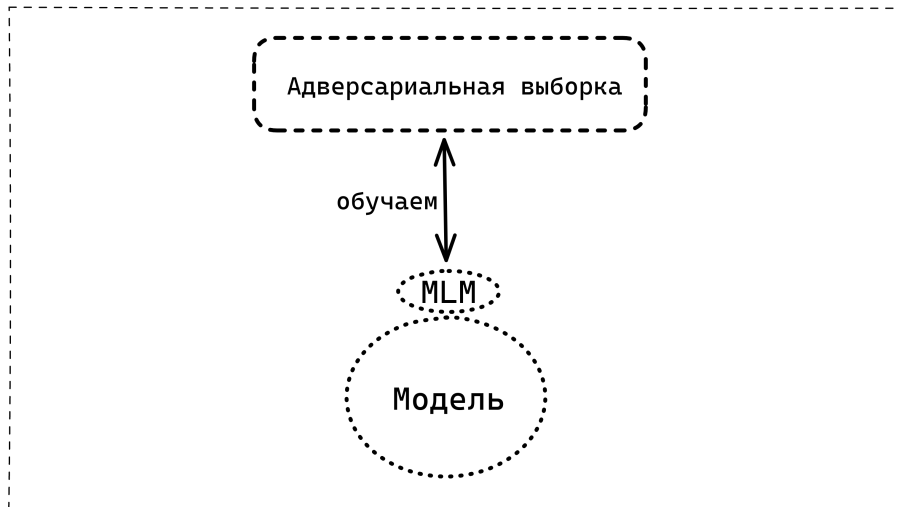 Адверсариальная выборка
обучаем
MLM
Модель